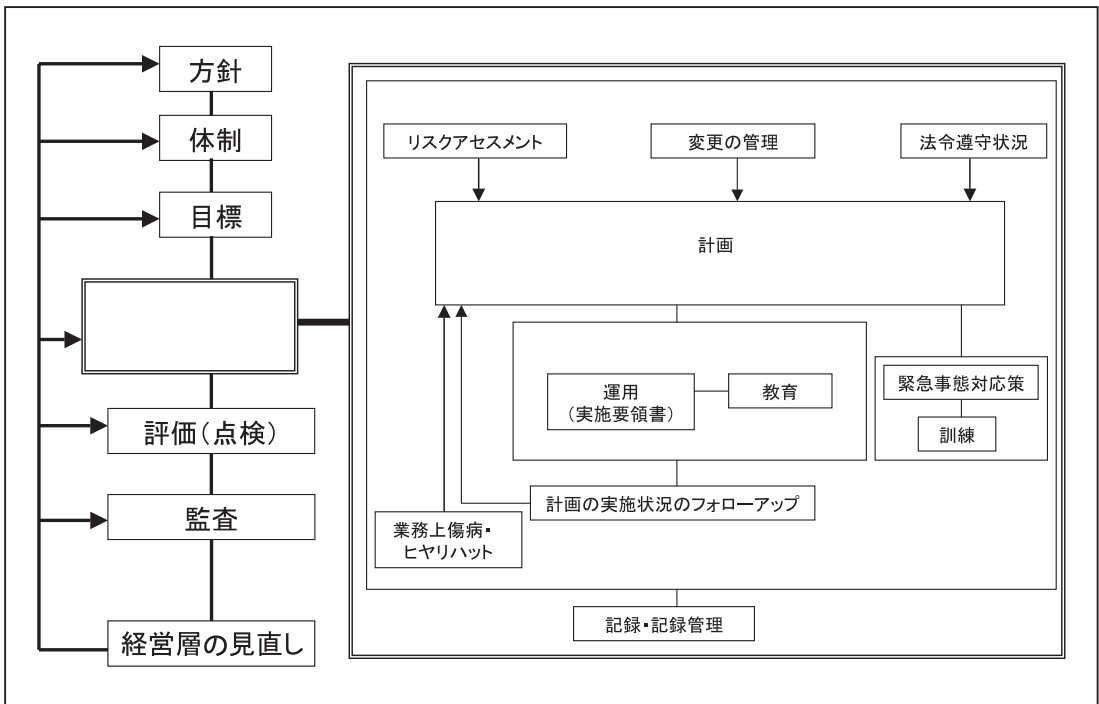 方針
体制
目標
評価(点検)
監査
経営層の見直し
リスクアセスメント
変更の管理
法令遵守状況
計画
運用
(実施要領書)
教育
緊急事態対応策
訓練
計画の実施状況のフォローアップ
業務上傷病・
ヒヤリハット
記録・記録管理